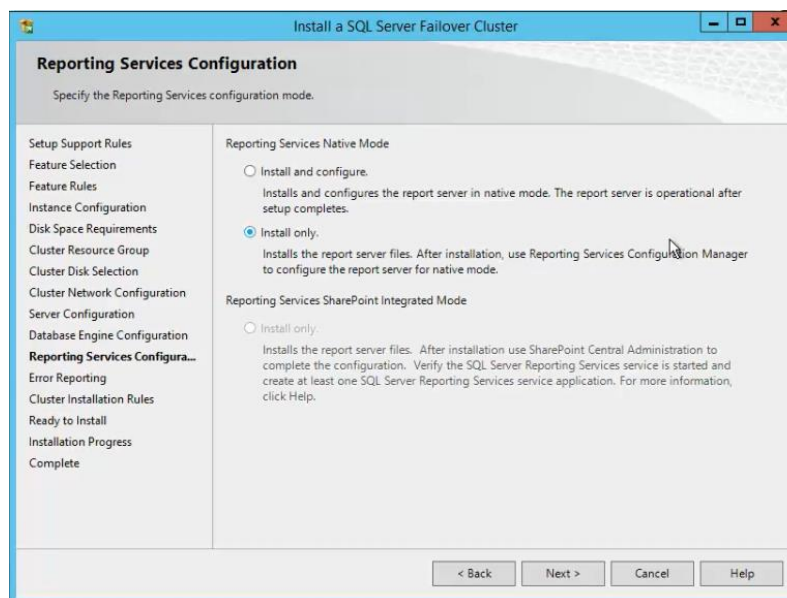 Install a SQL Server Failover Cluster
Reporting Services Configuration
Specify the Reporting Services configuration mode.
Setup Support Rules
Feature Selection
Feature Rules
Instance Configuration
Disk Space Requirements
Cluster Resource Group
Cluster Disk Selection
Cluster Network Configuration
Server Configuration
Database Engine Configuration
Reporting Services Configura...
Error Reporting
Cluster Installation Rules
Ready to Install
Installation Progress
Complete
Reporting Services Native Mode
Install and configure.
Installs and configures the report server in native mode. The report server is operational after
setup completes.
Install only.
Installs the report server files. After installation, use Reporting Services Configuration Manager
to configure the report server for native mode.
Reporting Services SharePoint Integrated Mode
Install only.
Installs the report server files. After installation use SharePoint Central Administration to
complete the configuration. Verify the SQL Server Reporting Services service is started and
create at least one SQL Server Reporting Services service application. For more information,
click Help.
< Back
Next >
Cancel
Help